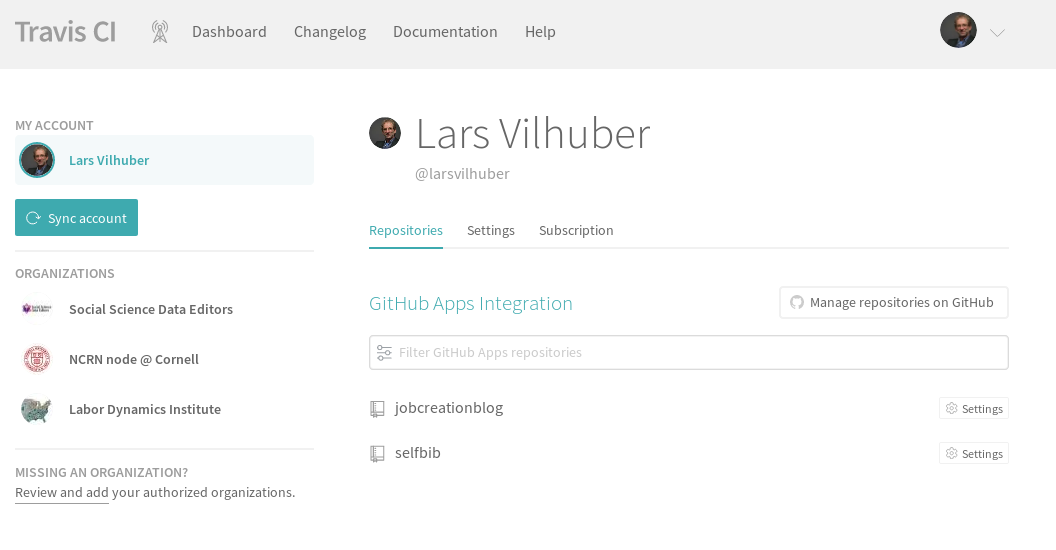 Travis CI
Dashboard
Changelog
Documentation
Help
MY ACCOUNT
Lars Vilhuber
Sync account
ORGANIZATIONS
Social Science Data Editors
NCRN node @ Cornell
Labor Dynamics Institute
MISSING AN ORGANIZATION?
Review and add your authorized organizations.
Lars Vilhuber
@larsvilhuber
Repositories
Settings
Subscription
GitHub Apps Integration
Manage repositories on GitHub
Filter GitHub Apps repositories
jobcreationblog
Settings
selfbib
Settings